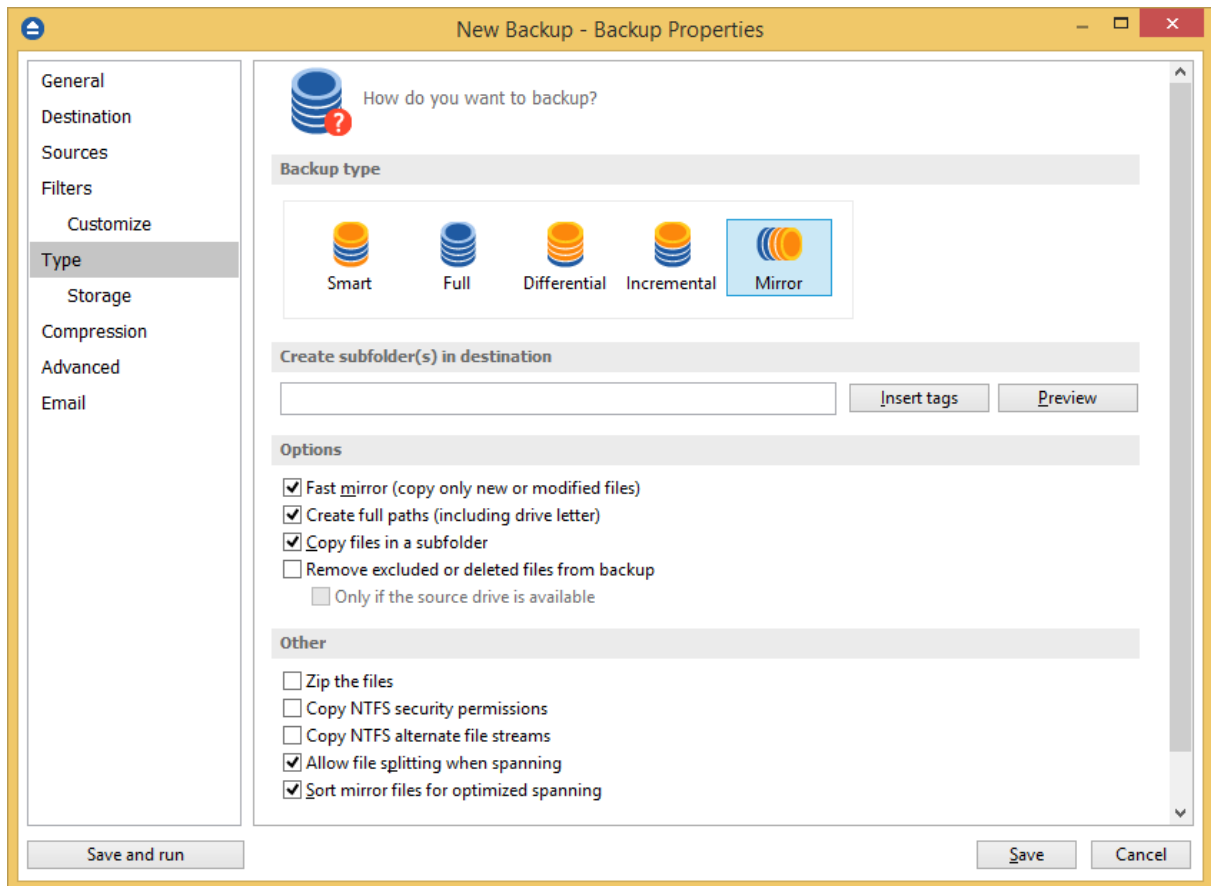 New Backup - Backup Properties
General
Destination
Sources
Filters
Customize
Type
Storage
Compression
Advanced
Email
How do you want to backup?
Backup type
Smart Full Differential Incremental Mirror
Create subfolder(s) in destination
Insert tags Preview
Options
Fast mirror (copy only new or modified files)
Create full paths (including drive letter)
Copy files in a subfolder
Remove excluded or deleted files from backup
Only if the source drive is available
Other
Zip the files
Copy NTFS security permissions
Copy NTFS alternate file streams
Allow file splitting when spanning
Sort mirror files for optimized spanning
Save and run Save Cancel